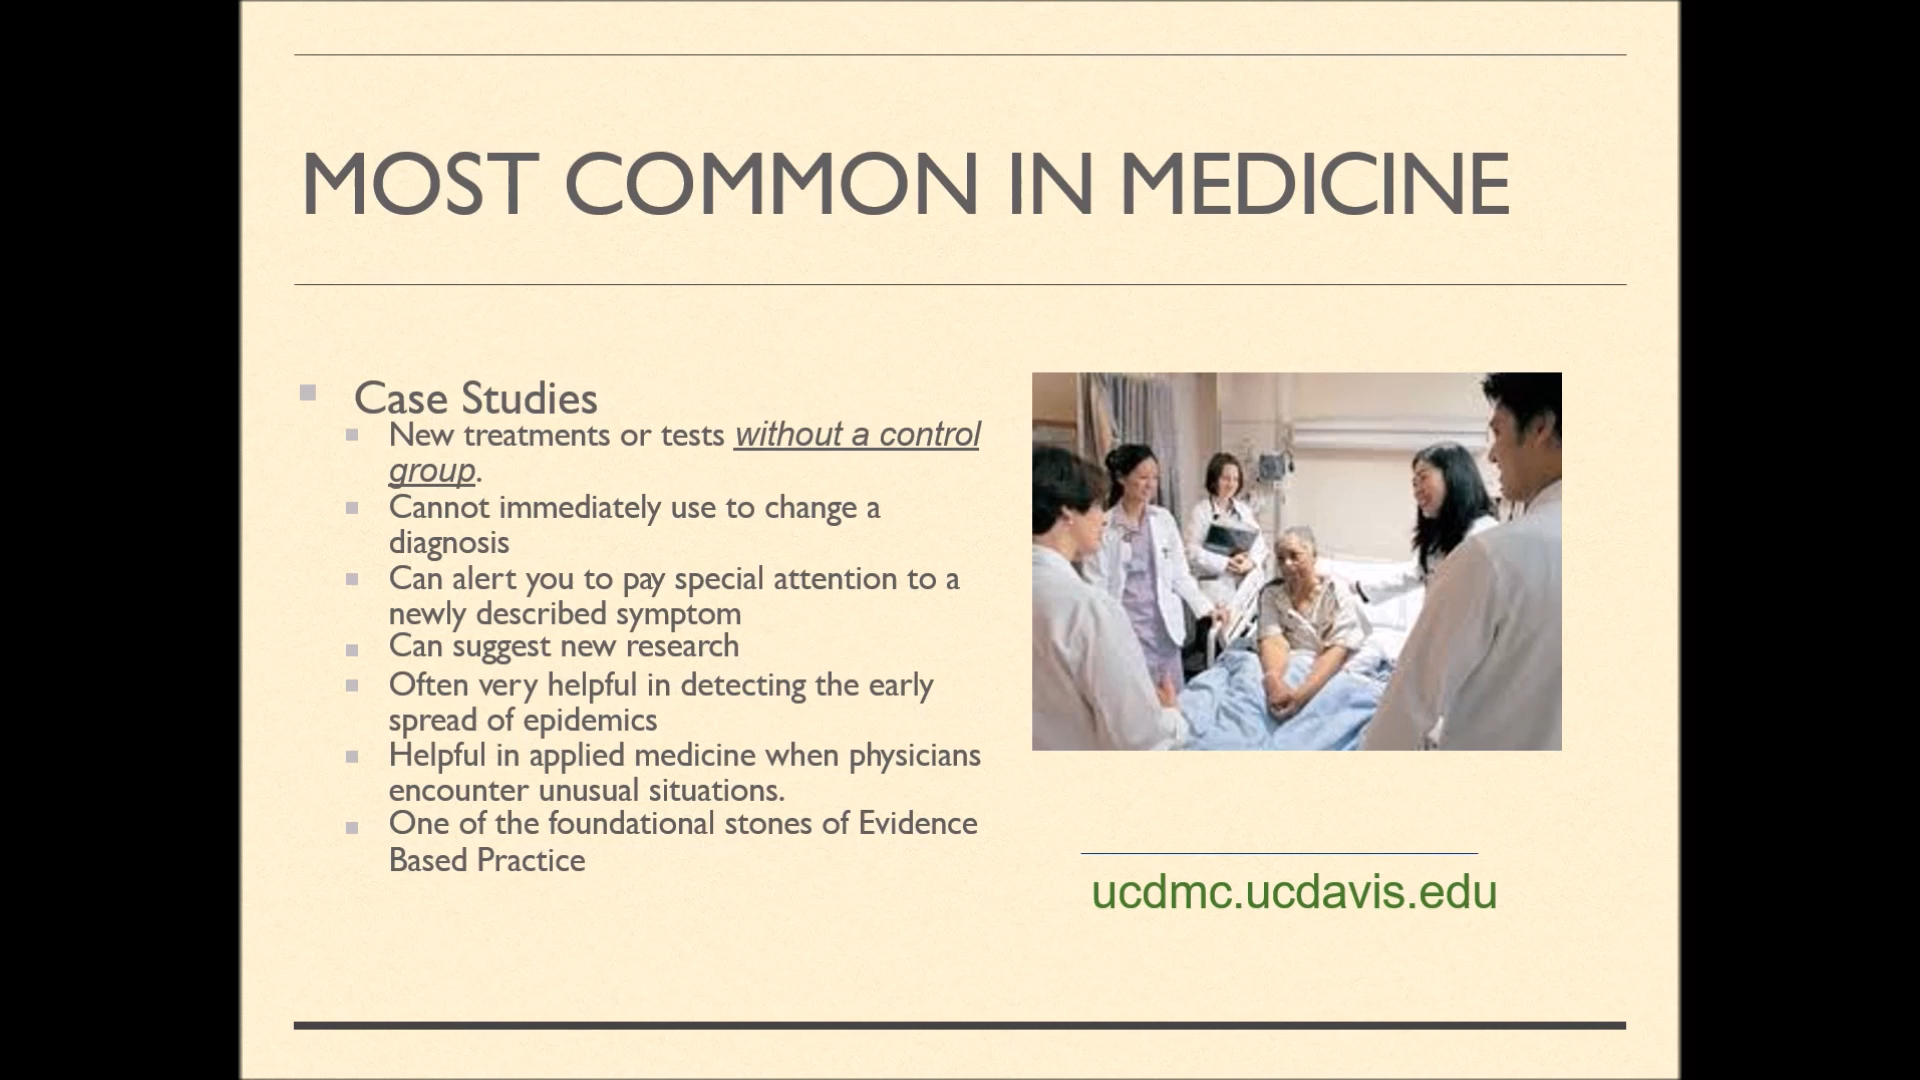 MOST COMMON IN MEDICINE
Case Studies
New treatments or tests without a control
group.
Cannot immediately use to change a
diagnosis
Can alert you to pay special attention to a
newly described symptom
Can suggest new research
Often very helpful in detecting the early
spread of epidemics
Helpful in applied medicine when physicians
encounter unusual situations.
One of the foundational stones of Evidence
Based Practice
ucdmc.ucdavis.edu